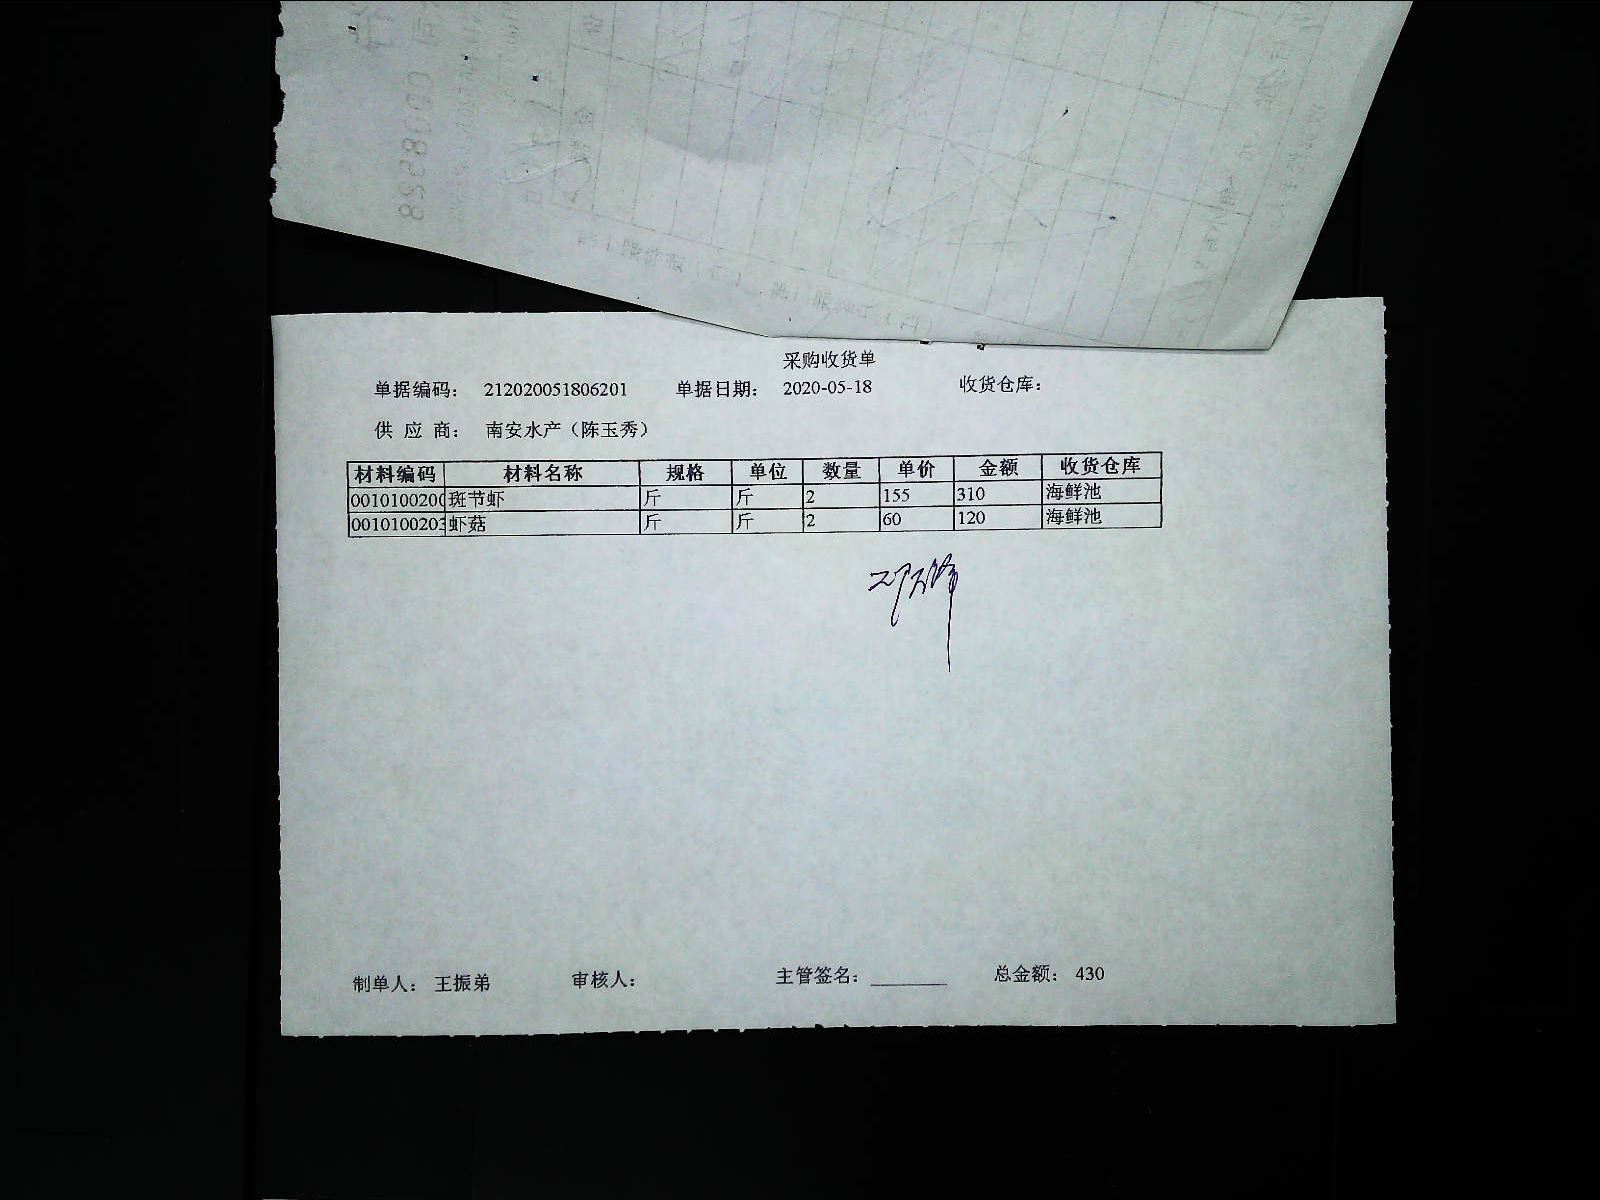 8258000
采购收货单
单据编码： 212020051806201 单据日期： 2020-05-18 收货仓库：
供 应 商： 南安水产（陈玉秀）
材料编码 材料名称 规格 单位 数量 单价 金额 收货仓库
0010100200 斑节虾 斤 斤 2 155 310 海鲜池
0010100203 虾菇 斤 斤 2 60 120 海鲜池
制单人： 王振弟 审核人： 主管签名： 总金额： 430